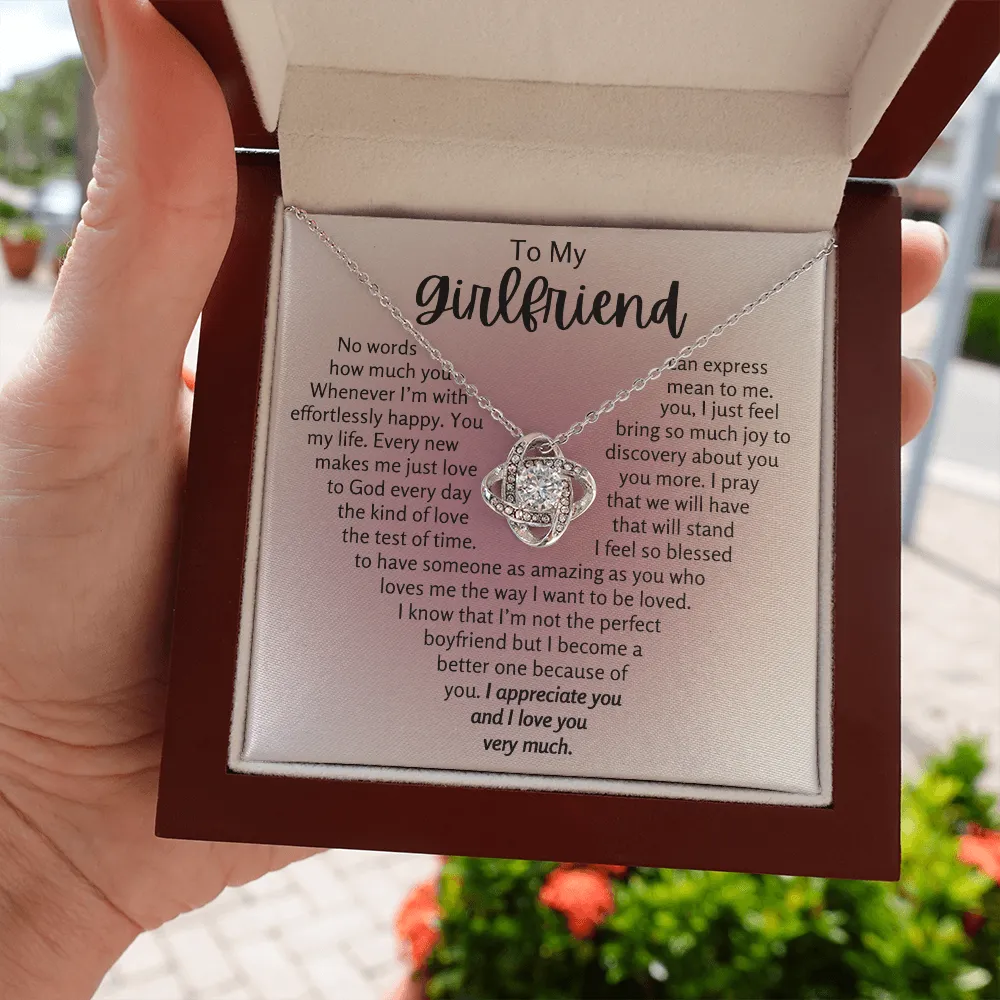 To My
girlfriend
No words can express
how much you mean to me.
Whenever I'm with you, I just feel
effortlessly happy. You bring so much joy to
my life. Every new discovery about you
makes me just love you more. I pray
to God every day that we will have
the kind of love that will stand
the test of time. I feel so blessed
to have someone as amazing as you who
loves me the way I want to be loved.
I know that I'm not the perfect
boyfriend but I become a
better one because of
you. I appreciate you
and I love you
very much.